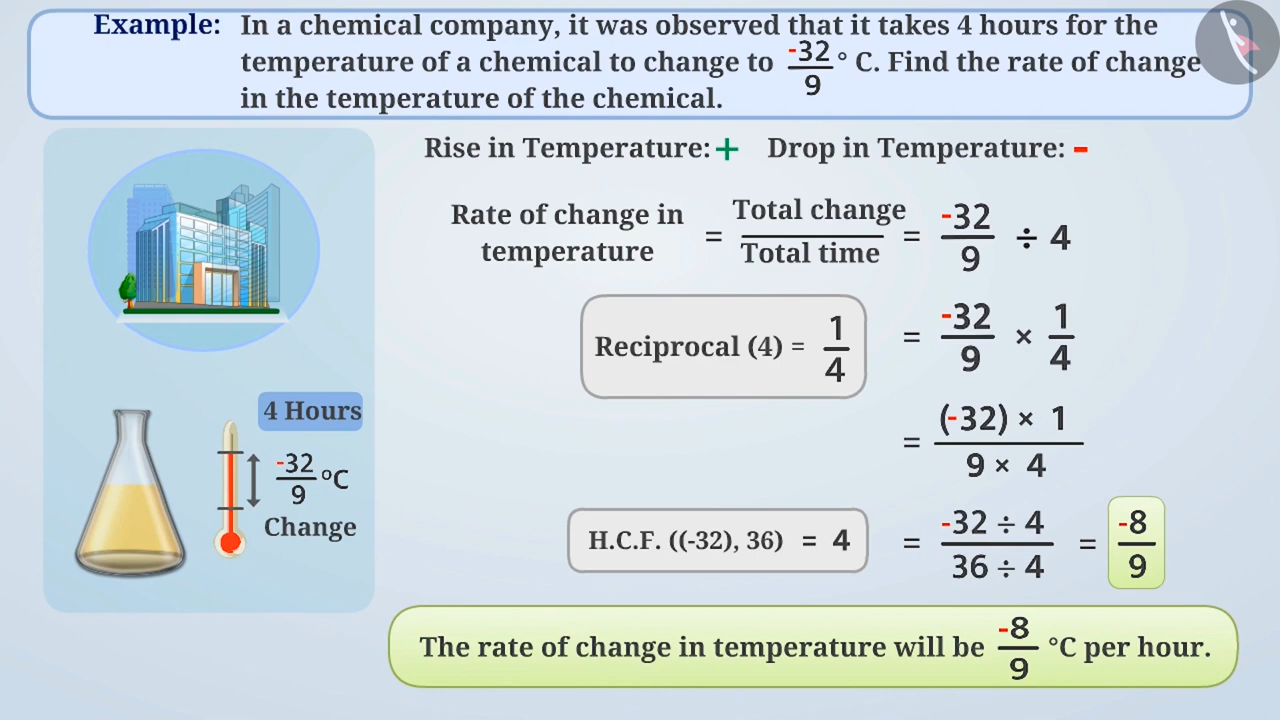 Example: In a chemical company, it was observed that it takes 4 hours for the
temperature of a chemical to change to -32/9 ° C. Find the rate of change
in the temperature of the chemical.
Rise in Temperature: + Drop in Temperature: -
Rate of change in temperature = Total change / Total time = -32/9 ÷ 4
Reciprocal (4) = 1/4 = -32/9 × 1/4
= (-32) × 1 / 9 × 4
H.C.F. ((-32), 36) = 4 = -32 ÷ 4 / 36 ÷ 4 = -8/9
4 Hours
-32/9 °C
Change
The rate of change in temperature will be -8/9 °C per hour.